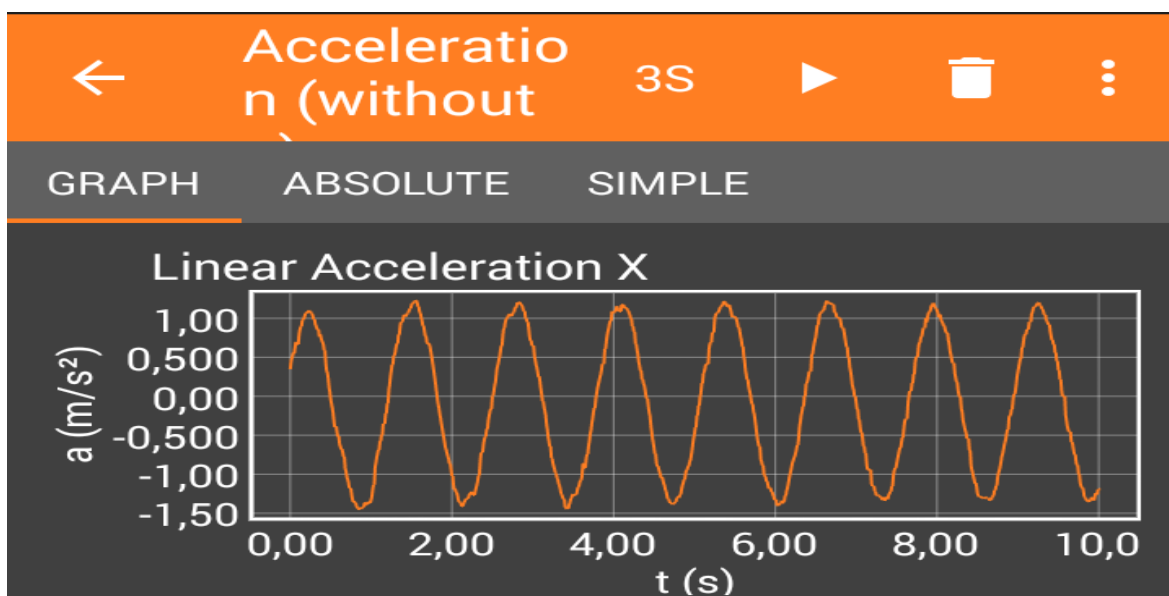 Acceleratio
n (without
3S
GRAPH ABSOLUTE SIMPLE
Linear Acceleration X
a (m/s²)
1,00
0,500
0,00
-0,500
-1,00
-1,50
0,00 2,00 4,00 6,00 8,00 10,0
t (s)